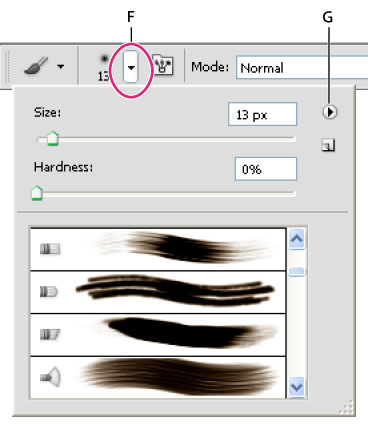 F G
13 Mode: Normal
Size: 13 px
Hardness: 0%